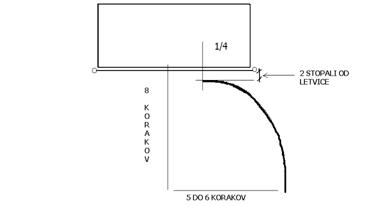 1/4
2 STOPALI OD
LETVICE
8
K
O
R
A
K
O
V
5 DO 6 KORAKOV